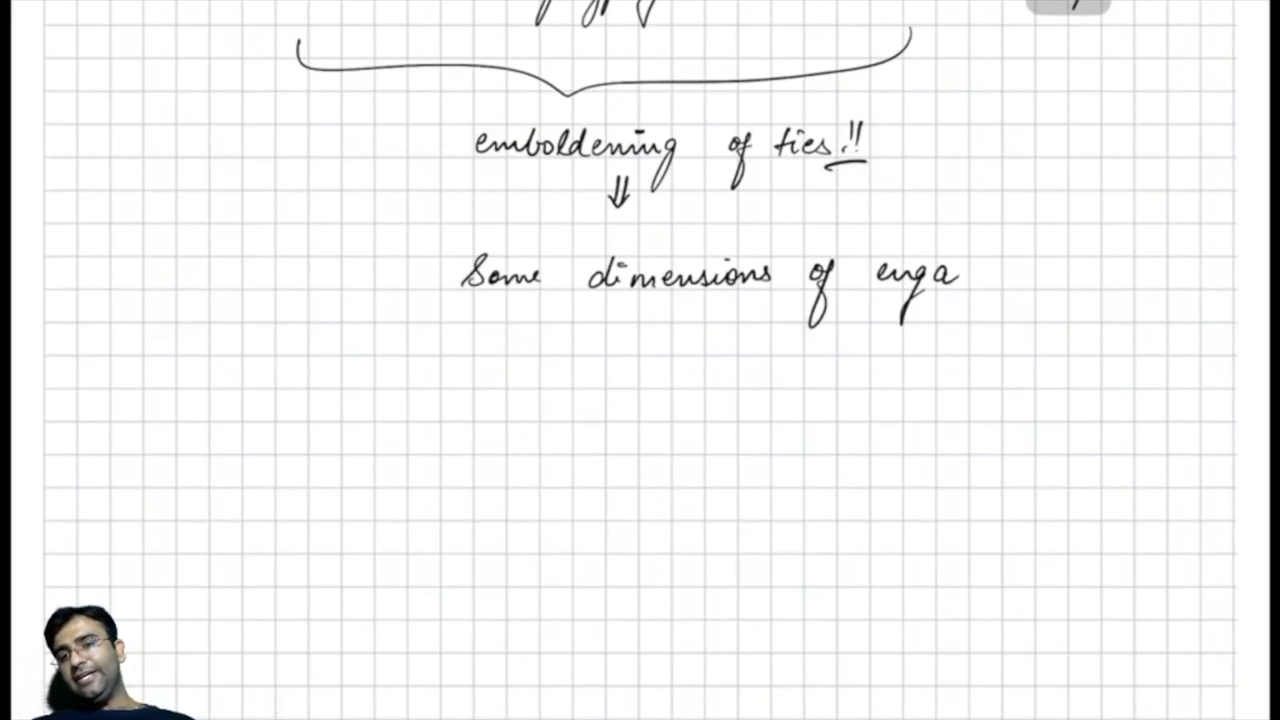 emboldening of ties!!
⇓
Some dimensions of enga